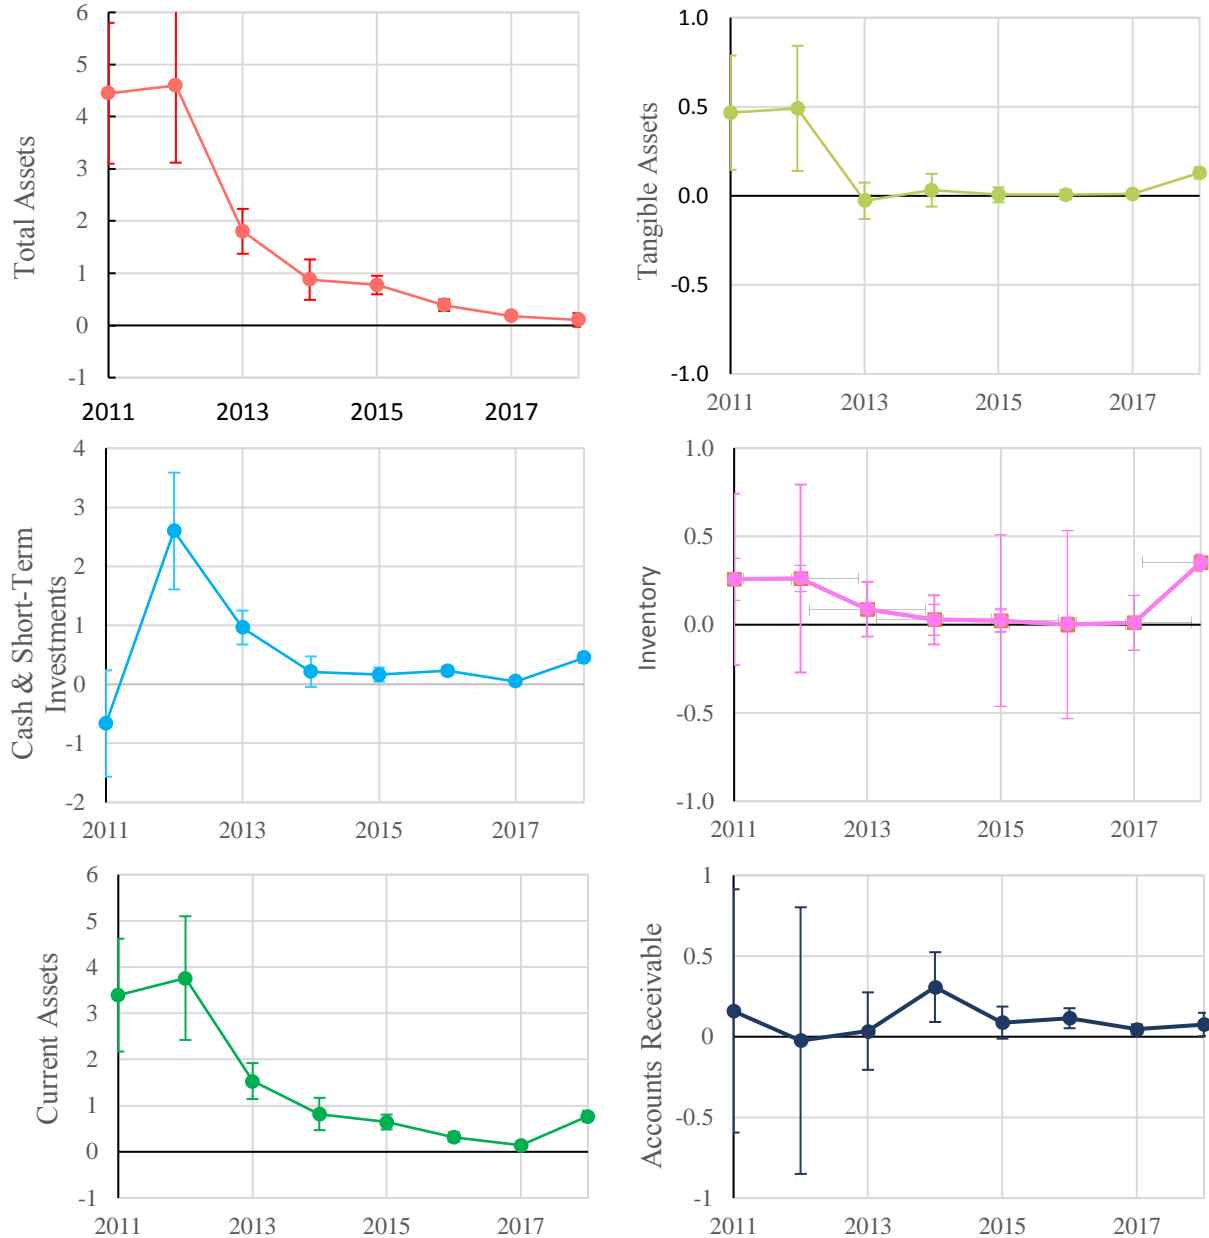 6
5
4
3
2
1
0
-1
Total Assets
2011 2013 2015 2017
1.0
0.5
0.0
-0.5
-1.0
Tangible Assets
2011 2013 2015 2017
4
3
2
1
0
-1
-2
Cash & Short-Term
Investments
2011 2013 2015 2017
1.0
0.5
0.0
-0.5
-1.0
Inventory
2011 2013 2015 2017
6
5
4
3
2
1
0
-1
Current Assets
2011 2013 2015 2017
1
0.5
0
-0.5
-1
Accounts Receivable
2011 2013 2015 2017